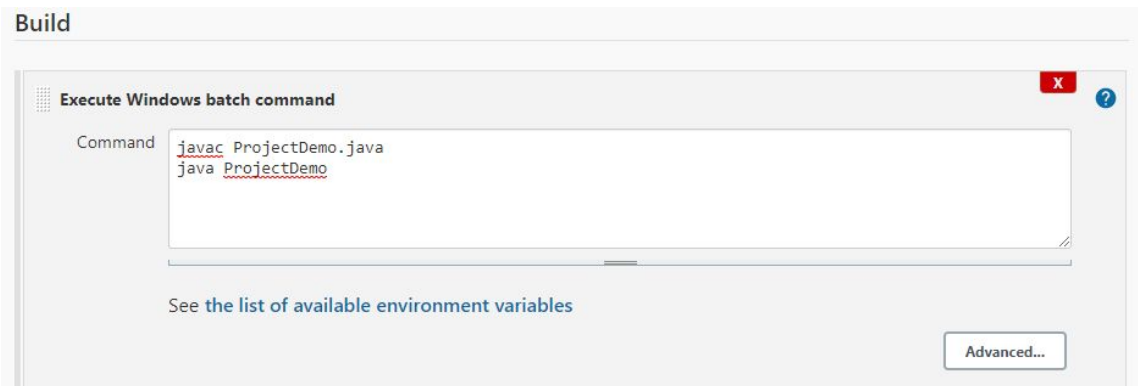 Build
X
Execute Windows batch command
?
Command
javac ProjectDemo.java
java ProjectDemo
See the list of available environment variables
Advanced...